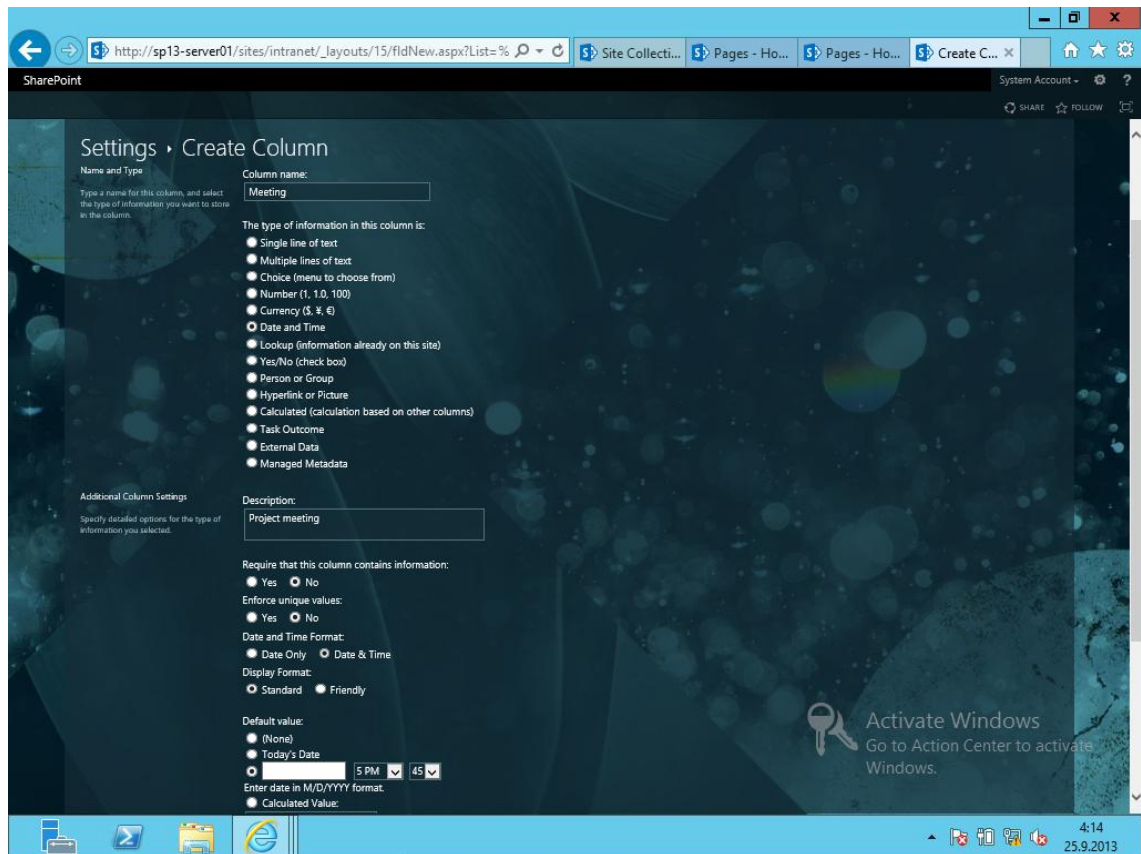 http://sp13-server01/sites/intranet/_layouts/15/fldNew.aspx?List=%
Site Collecti...
Pages - Ho...
Pages - Ho...
Create C...
SharePoint
System Account
?
SHARE
FOLLOW
Settings ▸ Create Column
Name and Type
Type a name for this column, and select
the type of information you want to store
in the column.
Column name:
Meeting
The type of information in this column is:
Single line of text
Multiple lines of text
Choice (menu to choose from)
Number (1, 1.0, 100)
Currency ($, ¥, €)
Date and Time
Lookup (information already on this site)
Yes/No (check box)
Person or Group
Hyperlink or Picture
Calculated (calculation based on other columns)
Task Outcome
External Data
Managed Metadata
Additional Column Settings
Specify detailed options for the type of
information you selected.
Description:
Project meeting
Require that this column contains information:
Yes No
Enforce unique values:
Yes No
Date and Time Format:
Date Only Date & Time
Display Format:
Standard Friendly
Default value:
(None)
Today's Date
5 PM 45
Enter date in M/D/YYYY format.
Calculated Value:
Activate Windows
Go to Action Center to activate
Windows.
4:14
25.9.2013